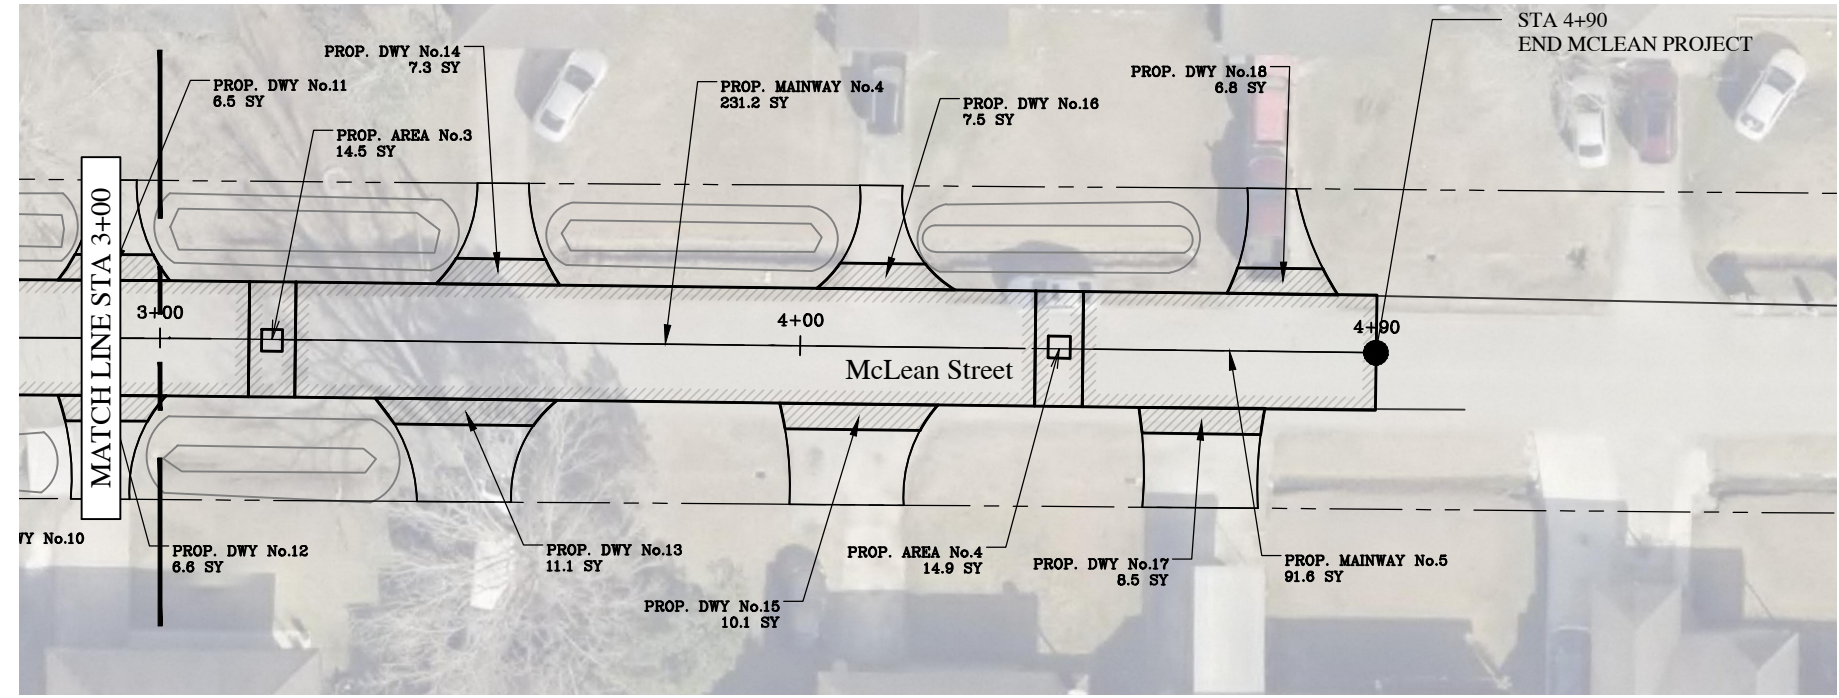 STA 4+90
END MCLEAN PROJECT
PROP. DWY No.14
7.3 SY
PROP. DWY No.11
6.5 SY
PROP. AREA No.3
14.5 SY
PROP. MAINWAY No.4
231.2 SY
PROP. DWY No.16
7.5 SY
PROP. DWY No.18
6.8 SY
MATCH LINE STA 3+00
3+00
4+00
4+90
McLean Street
WY No.10
PROP. DWY No.12
6.6 SY
PROP. DWY No.13
11.1 SY
PROP. DWY No.15
10.1 SY
PROP. AREA No.4
14.9 SY
PROP. DWY No.17
8.5 SY
PROP. MAINWAY No.5
91.6 SY